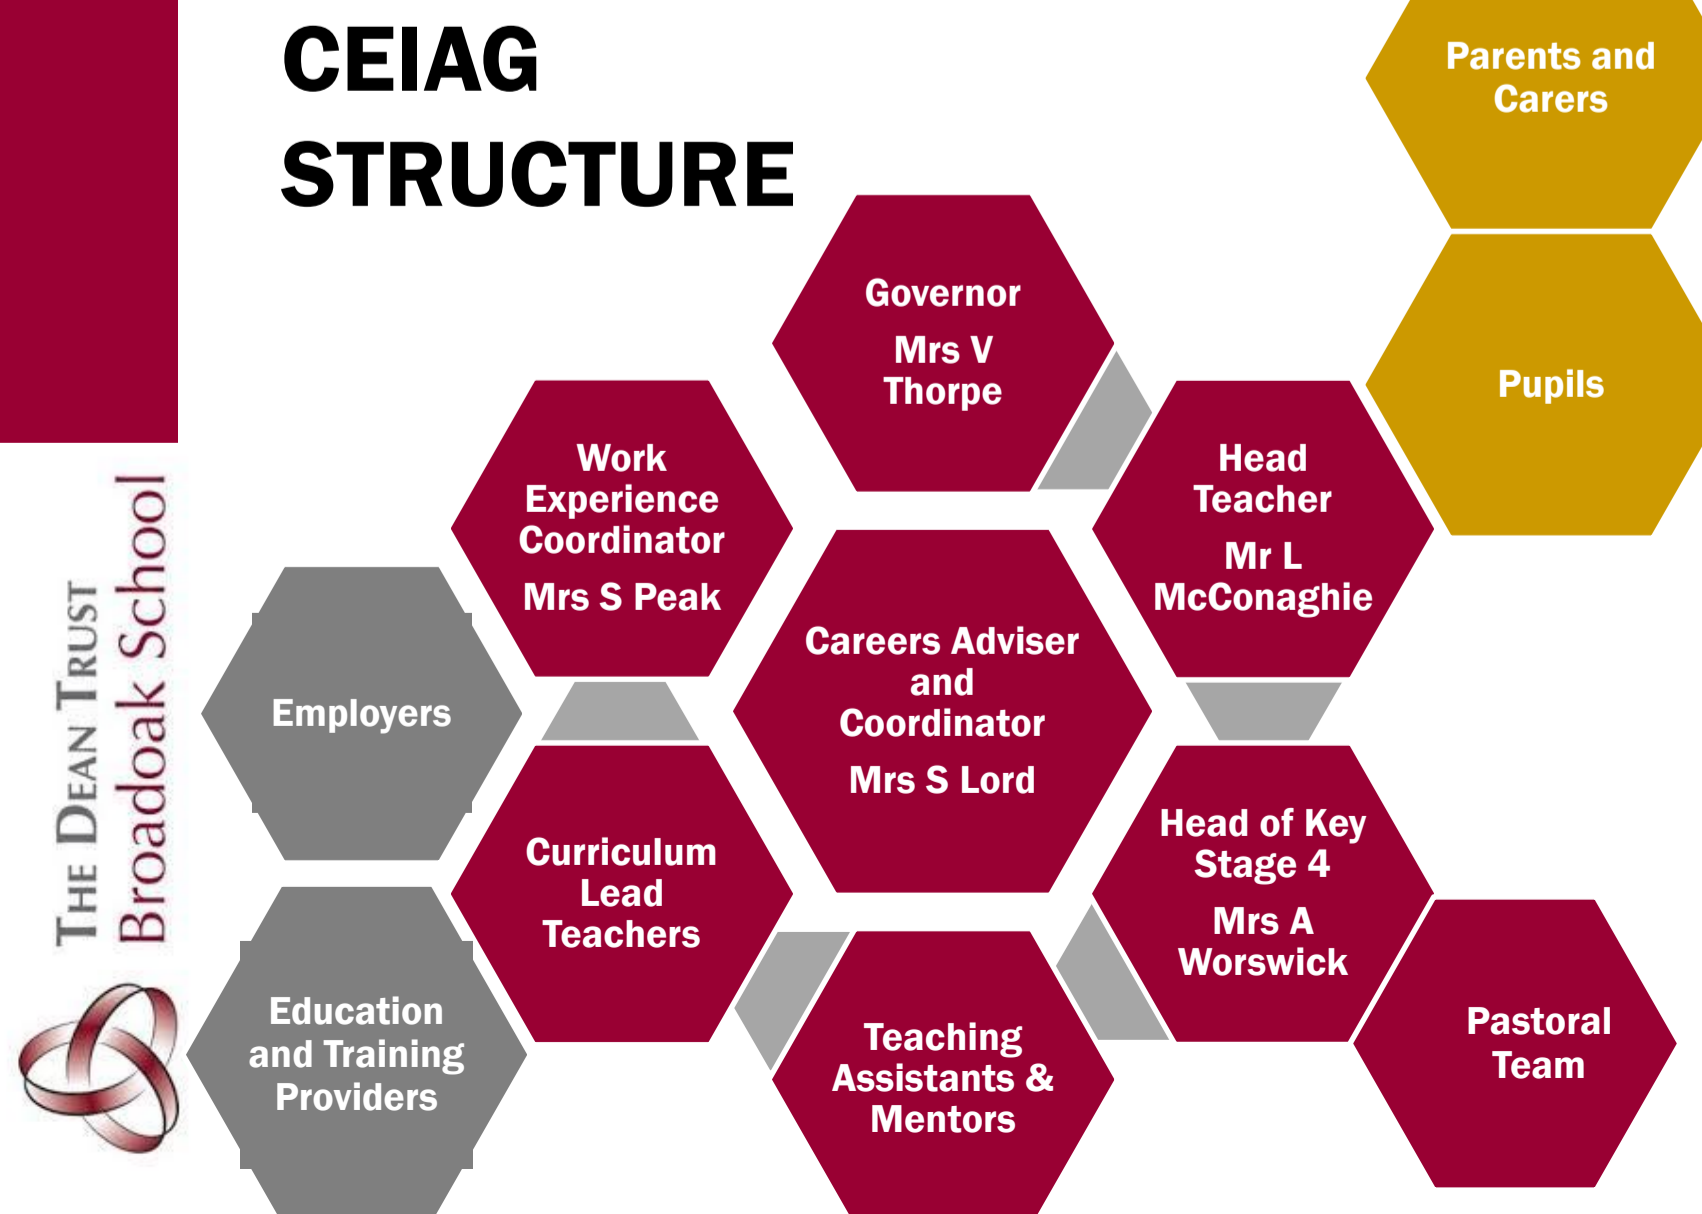 CEIAG
STRUCTURE
Parents and
Carers
Pupils
Governor
Mrs V
Thorpe
Head
Teacher
Mr L
McConaghie
Work
Experience
Coordinator
Mrs S Peak
Careers Adviser
and
Coordinator
Mrs S Lord
Employers
Curriculum
Lead
Teachers
Head of Key
Stage 4
Mrs A
Worswick
Education
and Training
Providers
Teaching
Assistants &
Mentors
Pastoral
Team
THE DEAN TRUST
Broadoak School